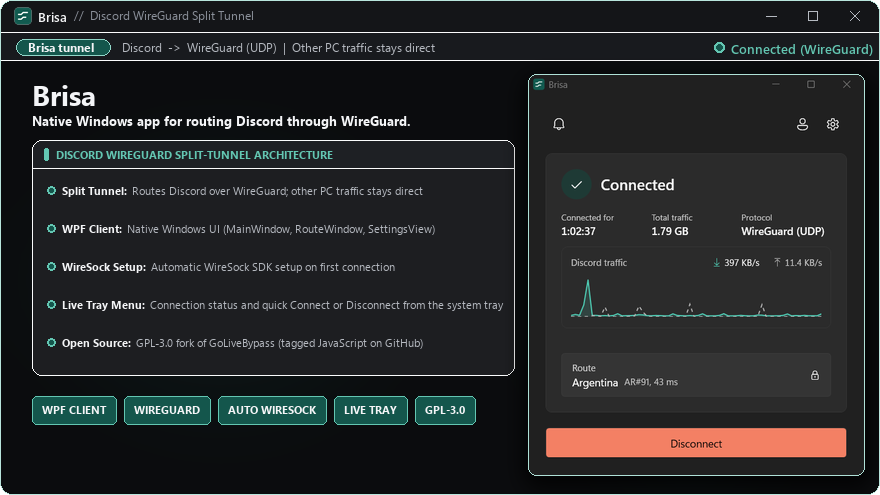 Brisa // Discord WireGuard Split Tunnel
Brisa tunnel Discord -> WireGuard (UDP) | Other PC traffic stays direct Connected (WireGuard)
Brisa
Native Windows app for routing Discord through WireGuard.
DISCORD WIREGUARD SPLIT-TUNNEL ARCHITECTURE
Split Tunnel: Routes Discord over WireGuard; other PC traffic stays direct
WPF Client: Native Windows UI (MainWindow, RouteWindow, SettingsView)
WireSock Setup: Automatic WireSock SDK setup on first connection
Live Tray Menu: Connection status and quick Connect or Disconnect from the system tray
Open Source: GPL-3.0 fork of GoLiveBypass (tagged JavaScript on GitHub)
WPF CLIENT WIREGUARD AUTO WIRESOCK LIVE TRAY GPL-3.0
Brisa
Connected
Connected for Total traffic Protocol
1:02:37 1.79 GB WireGuard (UDP)
Discord traffic 397 KB/s 11.4 KB/s
Route
Argentina AR#91, 43 ms
Disconnect